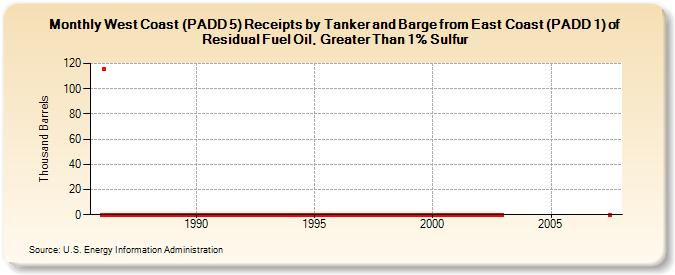 Monthly West Coast (PADD 5) Receipts by Tanker and Barge from East Coast (PADD 1) of
Residual Fuel Oil, Greater Than 1% Sulfur
Thousand Barrels
120
100
80
60
40
20
0
1990 1995 2000 2005
Source: U.S. Energy Information Administration